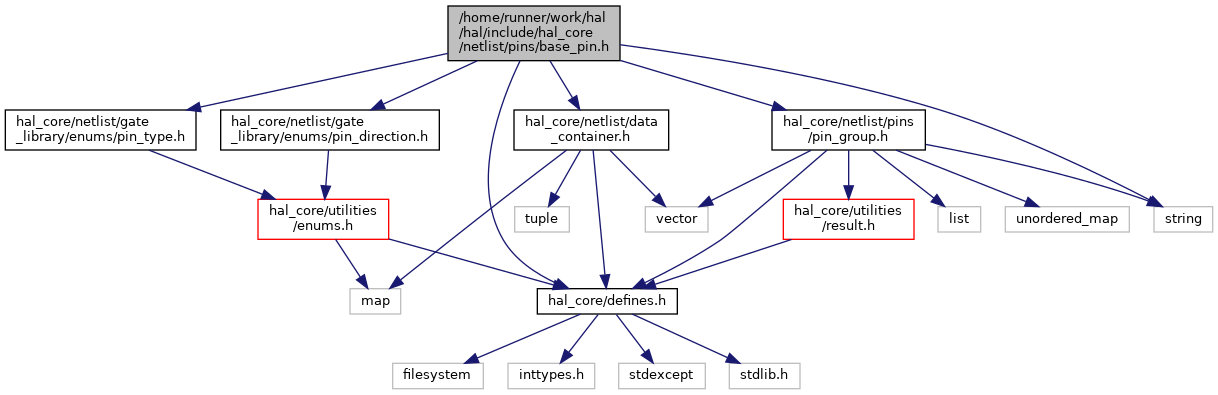 /home/runner/work/hal
/hal/include/hal_core
/netlist/pins/base_pin.h
hal_core/netlist/gate
_library/enums/pin_type.h
hal_core/netlist/gate
_library/enums/pin_direction.h
hal_core/netlist/data
_container.h
hal_core/netlist/pins
/pin_group.h
hal_core/utilities
/enums.h
tuple
vector
hal_core/utilities
/result.h
list
unordered_map
string
map
hal_core/defines.h
filesystem
inttypes.h
stdexcept
stdlib.h